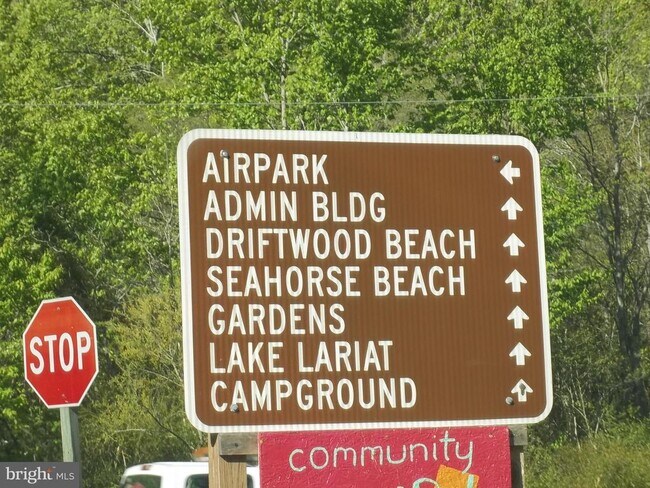 AIRPARK
ADMIN BLDG
DRIFTWOOD BEACH
SEAHORSE BEACH
GARDENS
LAKE LARIAT
CAMPGROUND
STOP
community
bright MLS